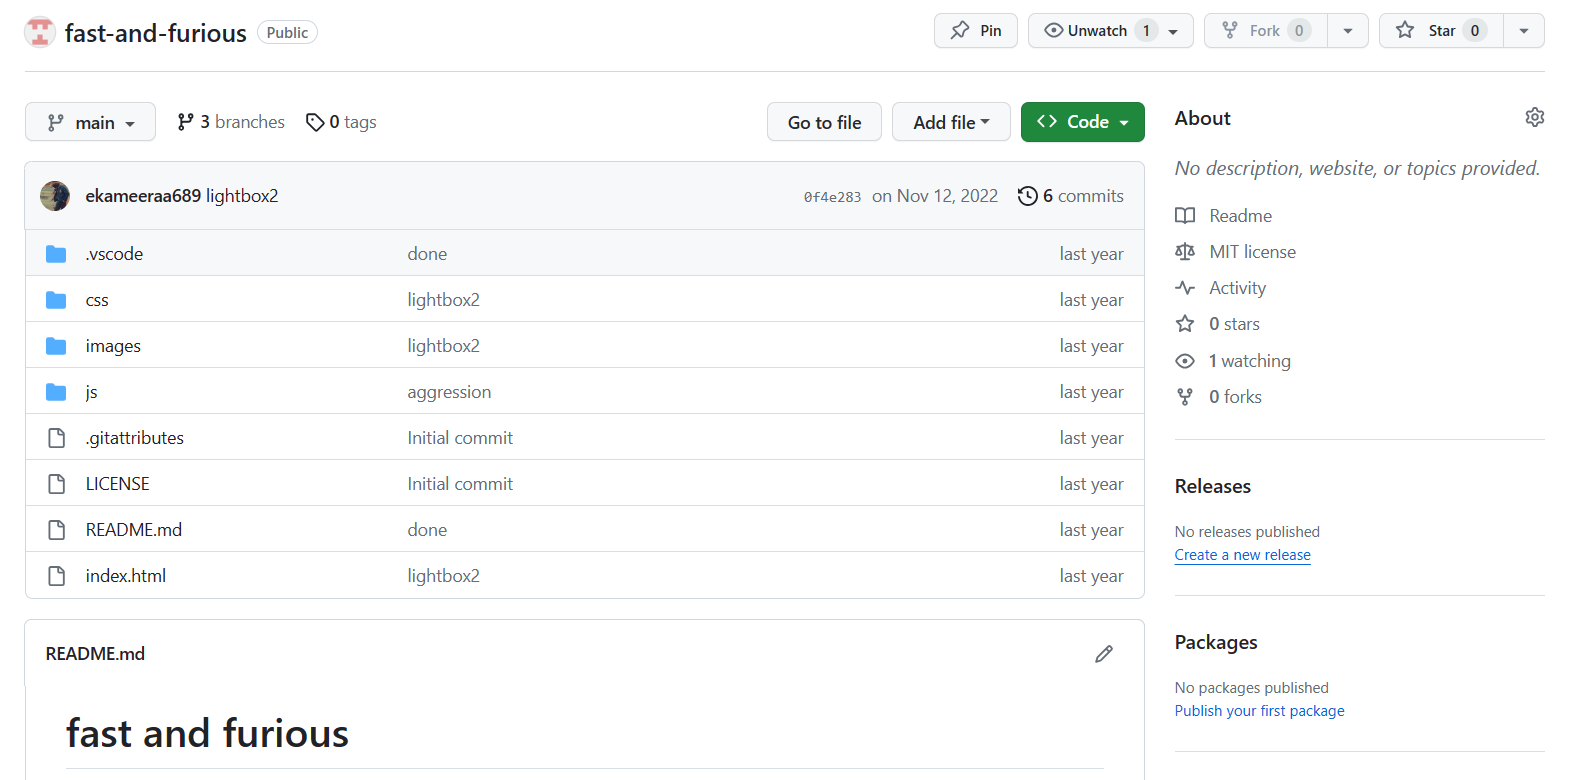 fast-and-furious Public Pin Unwatch 1 Fork 0 Star 0
main 3 branches 0 tags Go to file Add file Code
ekameeraa689 lightbox2 0f4e283 on Nov 12, 2022 6 commits
.vscode done last year
css lightbox2 last year
images lightbox2 last year
js aggression last year
.gitattributes Initial commit last year
LICENSE Initial commit last year
README.md done last year
index.html lightbox2 last year
README.md
fast and furious
About
No description, website, or topics provided.
Readme
MIT license
Activity
0 stars
1 watching
0 forks
Releases
No releases published
Create a new release
Packages
No packages published
Publish your first package